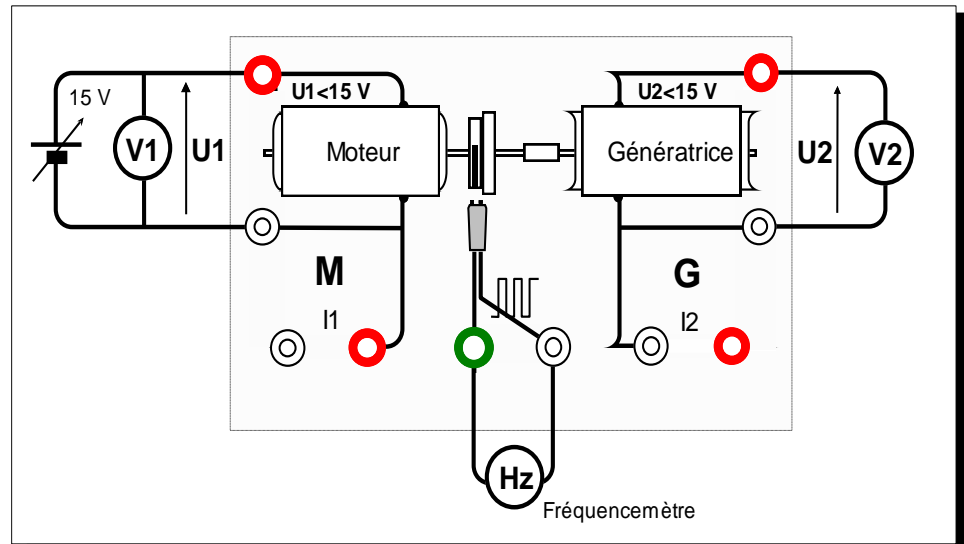 U1<15 V
U2<15 V
15 V
V1
U1
Moteur
Génératrice
U2
V2
M
I1
G
I2
Hz
Fréquencemètre